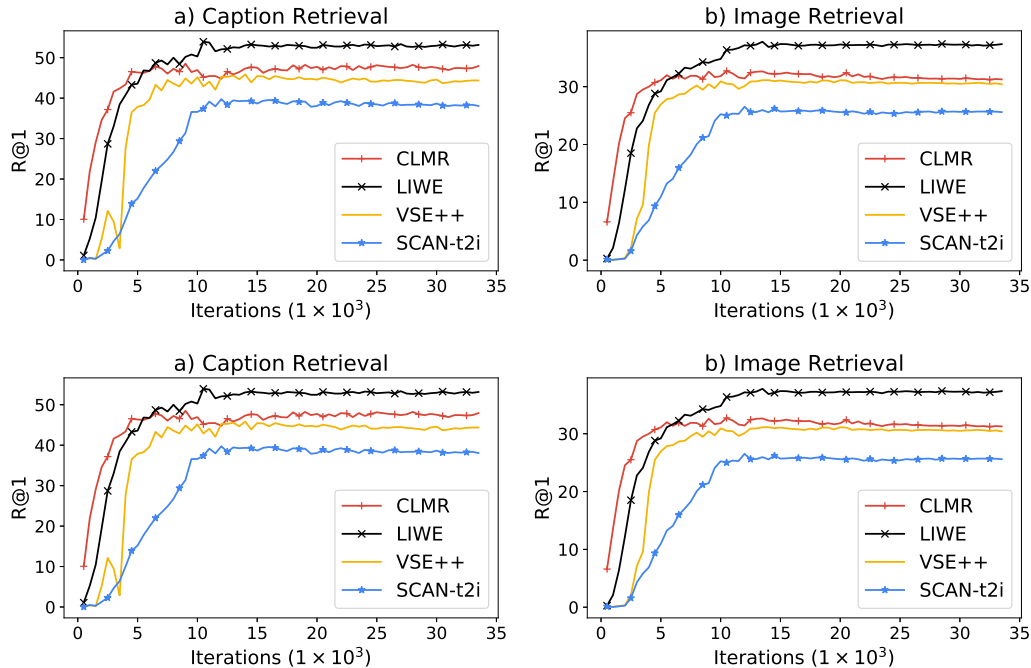 a) Caption Retrieval
R@1
50
40
30
20
10
0
CLMR
LIWE
VSE++
SCAN-t2i
0 5 10 15 20 25 30 35
Iterations (1 × 10³)
b) Image Retrieval
R@1
30
20
10
0
CLMR
LIWE
VSE++
SCAN-t2i
0 5 10 15 20 25 30 35
Iterations (1 × 10³)
a) Caption Retrieval
R@1
50
40
30
20
10
0
CLMR
LIWE
VSE++
SCAN-t2i
0 5 10 15 20 25 30 35
Iterations (1 × 10³)
b) Image Retrieval
R@1
30
20
10
0
CLMR
LIWE
VSE++
SCAN-t2i
0 5 10 15 20 25 30 35
Iterations (1 × 10³)